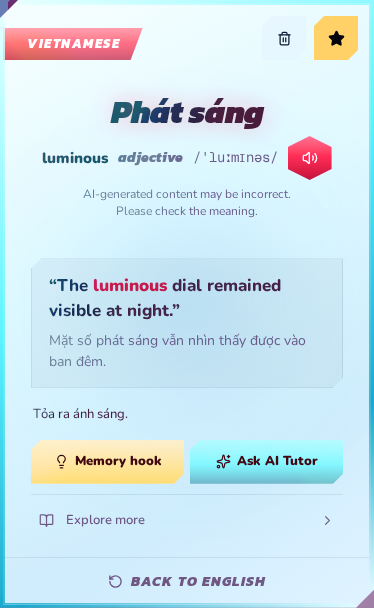 VIETNAMESE
Phát sáng
luminous adjective /ˈluːmɪnəs/
AI-generated content may be incorrect.
Please check the meaning.
“The luminous dial remained
visible at night.”
Mặt số phát sáng vẫn nhìn thấy được vào
ban đêm.
Tỏa ra ánh sáng.
Memory hook
Ask AI Tutor
Explore more
BACK TO ENGLISH